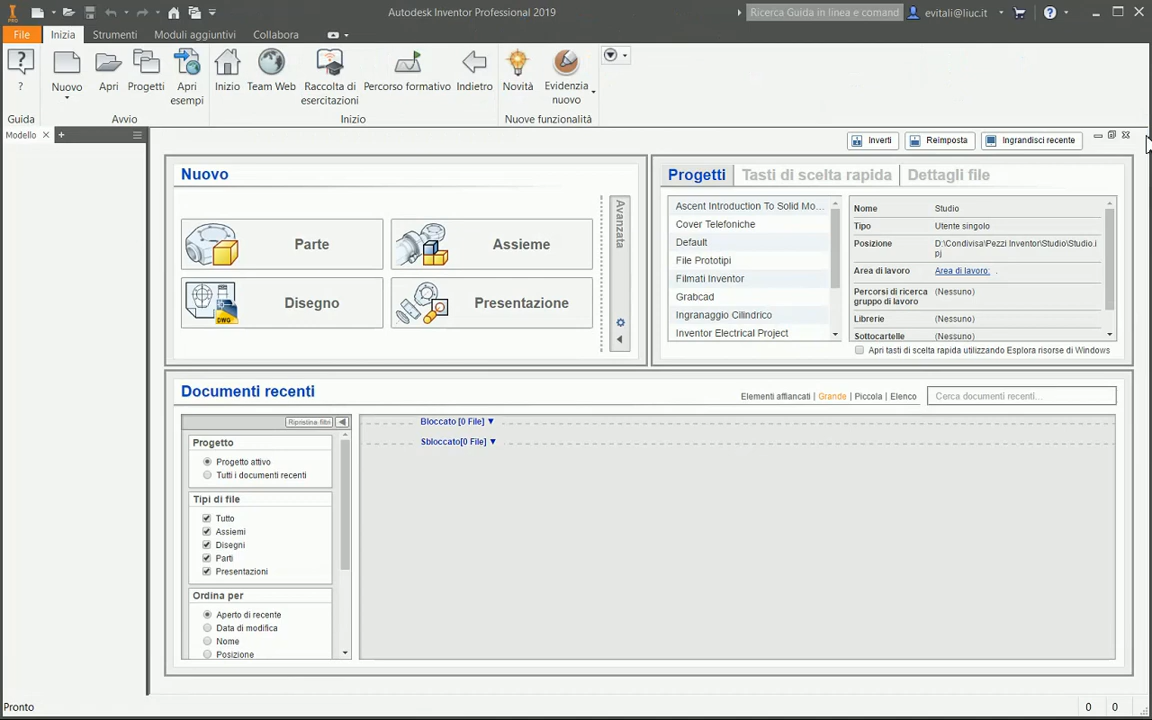 PRO
Autodesk Inventor Professional 2019
Ricerca Guida in linea e comand
evitali@liuc.it
File
Inizia
Strumenti
Moduli aggiuntivi
Collabora
?
Nuovo
Apri
Progetti
Apri esempi
Inizio
Team Web
Raccolta di esercitazioni
Percorso formativo
Indietro
Novità
Evidenzia nuovo
Guida
Avvio
Inizio
Nuove funzionalità
Modello
Inverti
Reimposta
Ingrandisci recente
Nuovo
Parte
Assieme
Disegno
DWG
Presentazione
Avanzata
Progetti
Tasti di scelta rapida
Dettagli file
Ascent Introduction To Solid Mo...
Cover Telefoniche
Default
File Prototipi
Filmati Inventor
Grabcad
Ingranaggio Cilindrico
Inventor Electrical Project
Nome Studio
Tipo Utente singolo
Posizione D:\Condivisa\Pezzi Inventor\Studio\Studio.i
pj
Area di lavoro Area di lavoro: .
Percorsi di ricerca (Nessuno)
gruppo di lavoro
Librerie (Nessuno)
Sottocartelle (Nessuno)
Apri tasti di scelta rapida utilizzando Esplora risorse di Windows
Documenti recenti
Elementi affiancati | Grande | Piccola | Elenco
Cerca documenti recenti...
Ripristina filtri
Progetto
Progetto attivo
Tutti i documenti recenti
Tipi di file
Tutto
Assiemi
Disegni
Parti
Presentazioni
Ordina per
Aperto di recente
Data di modifica
Nome
Posizione
Bloccato [0 File]
Sbloccato[0 File]
Pronto
0 0